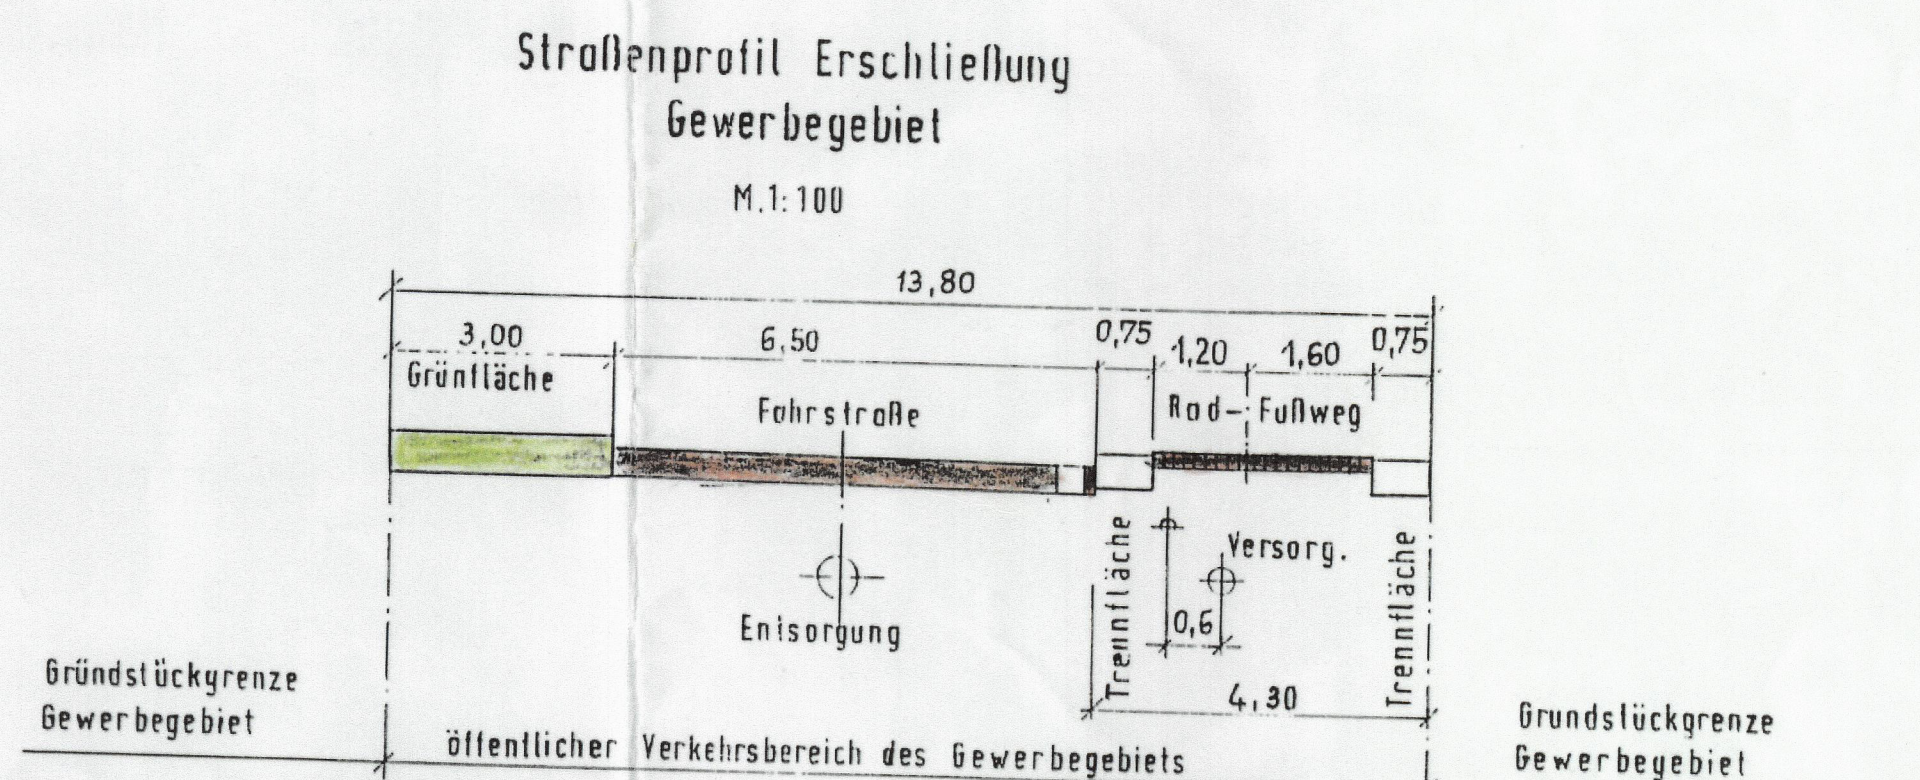 Straßenprofil Erschließung
Gewerbegebiet
M.1:100
13,80
3,00
6,50
0,75
1,20
1,60
0,75
Grünfläche
Fahrstraße
Rad- Fußweg
Trennfläche
Versorg.
Trennfläche
0,6
Entsorgung
4,30
Gründstückgrenze
Gewerbegebiet
öffentlicher Verkehrsbereich des Gewerbegebiets
Grundstückgrenze
Gewerbegebiet